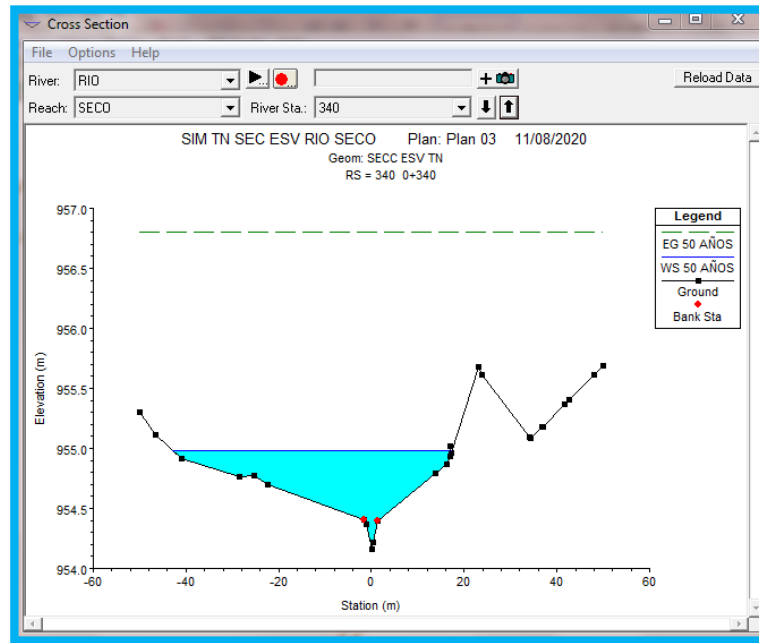 Cross Section
File Options Help
River: RIO
Reload Data
Reach: SECO River Sta.: 340
SIM TN SEC ESV RIO SECO Plan: Plan 03 11/08/2020
Geom: SECC ESV TN
RS = 340 0+340
957.0
956.5
956.0
955.5
955.0
954.5
954.0
Elevation (m)
-60 -40 -20 0 20 40 60
Station (m)
Legend
EG 50 AÑOS
WS 50 AÑOS
Ground
Bank Sta